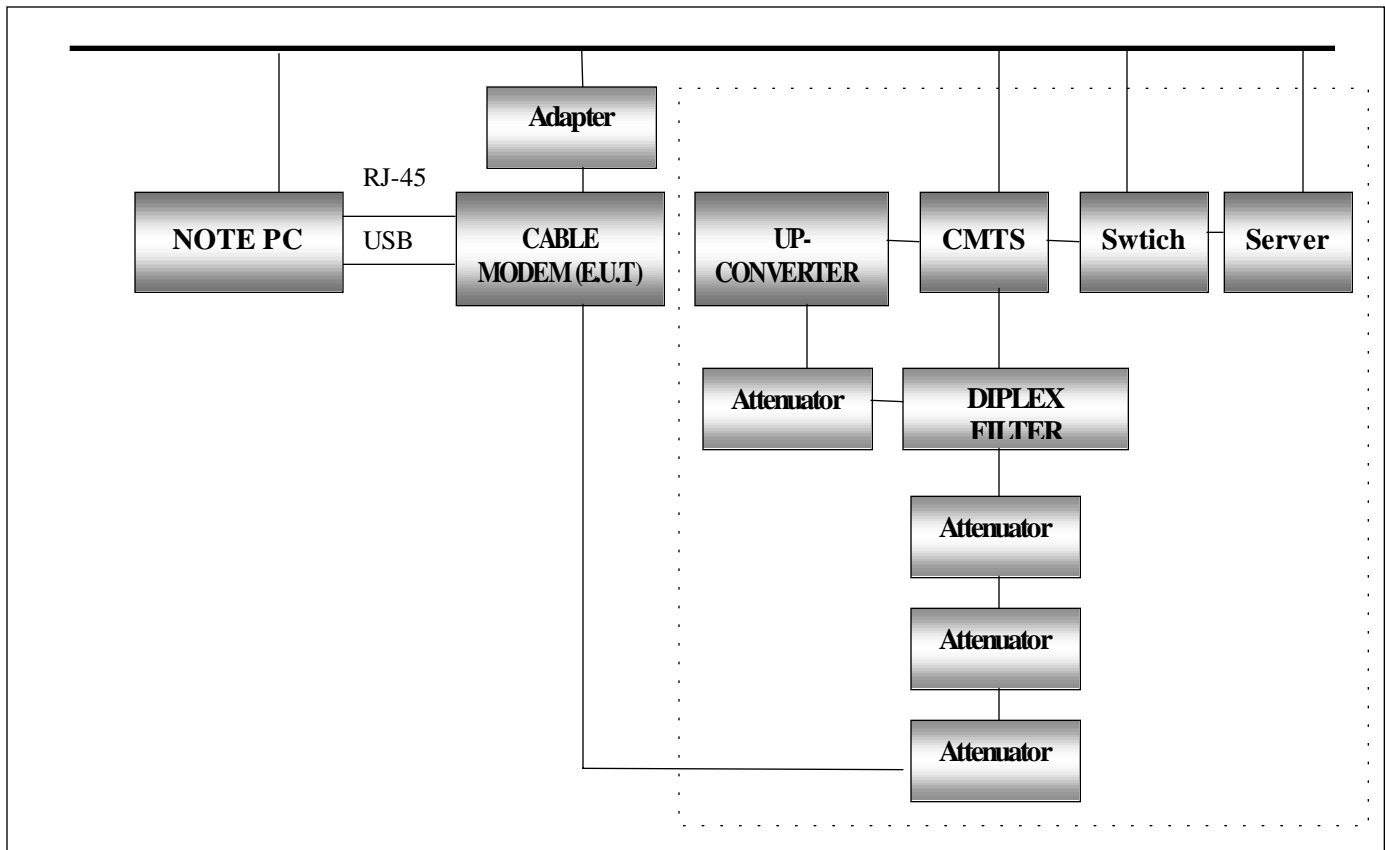 Adapter
RJ-45
NOTE PC
USB
CABLE
MODEM (E.U.T)
UP-
CONVERTER
CMTS
Swtich
Server
Attenuator
DIPLEX
FILTER
Attenuator
Attenuator
Attenuator